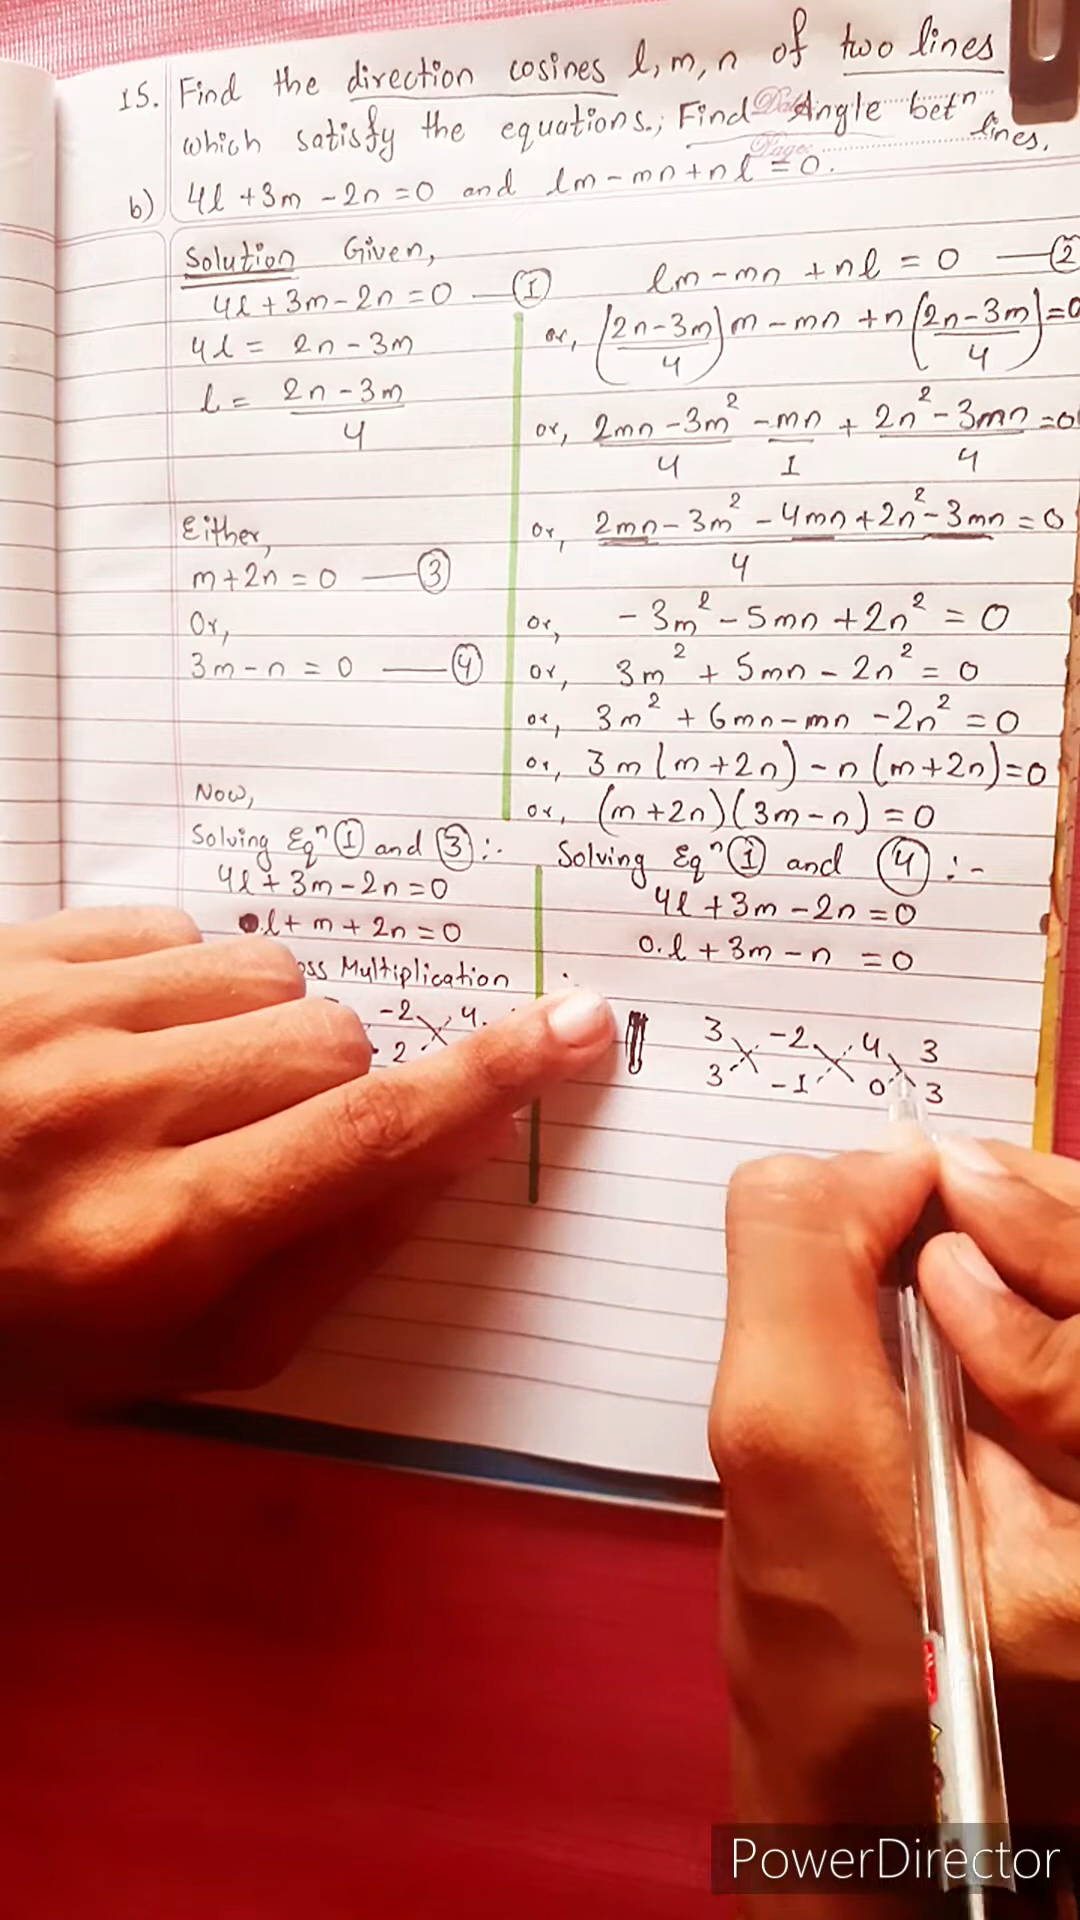 15. Find the direction cosines l, m, n of two lines
which satisfy the equations.; Find Angle betⁿ lines.
b) 4l + 3m - 2n = 0 and lm - mn + nl = 0.
Solution Given,
4l + 3m - 2n = 0 — ①
4l = 2n - 3m
l = 2n - 3m / 4
Either,
m + 2n = 0 — ③
Or,
3m - n = 0 — ④
lm - mn + nl = 0 — ②
or, (2n - 3m / 4) m - mn + n (2n - 3m / 4) = 0
or, 2mn - 3m² / 4 - mn / 1 + 2n² - 3mn / 4 = 0
or, 2mn - 3m² - 4mn + 2n² - 3mn / 4 = 0
or, - 3m² - 5mn + 2n² = 0
or, 3m² + 5mn - 2n² = 0
or, 3m² + 6mn - mn - 2n² = 0
or, 3m (m + 2n) - n (m + 2n) = 0
or, (m + 2n) (3m - n) = 0
Now,
Solving Eqⁿ ① and ③ :-
4l + 3m - 2n = 0
.l + m + 2n = 0
oss Multiplication
-2 4
2
Solving Eqⁿ ① and ④ :-
4l + 3m - 2n = 0
0.l + 3m - n = 0
3 -2 4 3
3 -1 0 3
Date:
Page:
PowerDirector